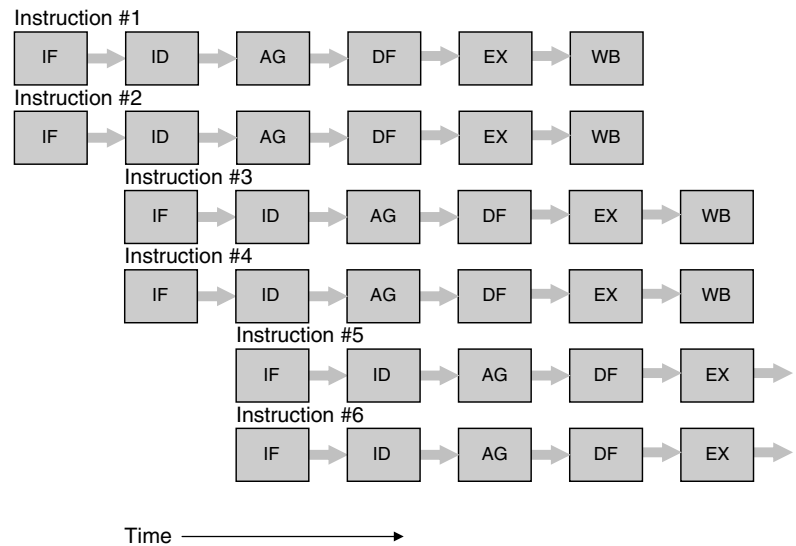 Instruction #1
IF ID AG DF EX WB
Instruction #2
IF ID AG DF EX WB
Instruction #3
IF ID AG DF EX WB
Instruction #4
IF ID AG DF EX WB
Instruction #5
IF ID AG DF EX
Instruction #6
IF ID AG DF EX
Time